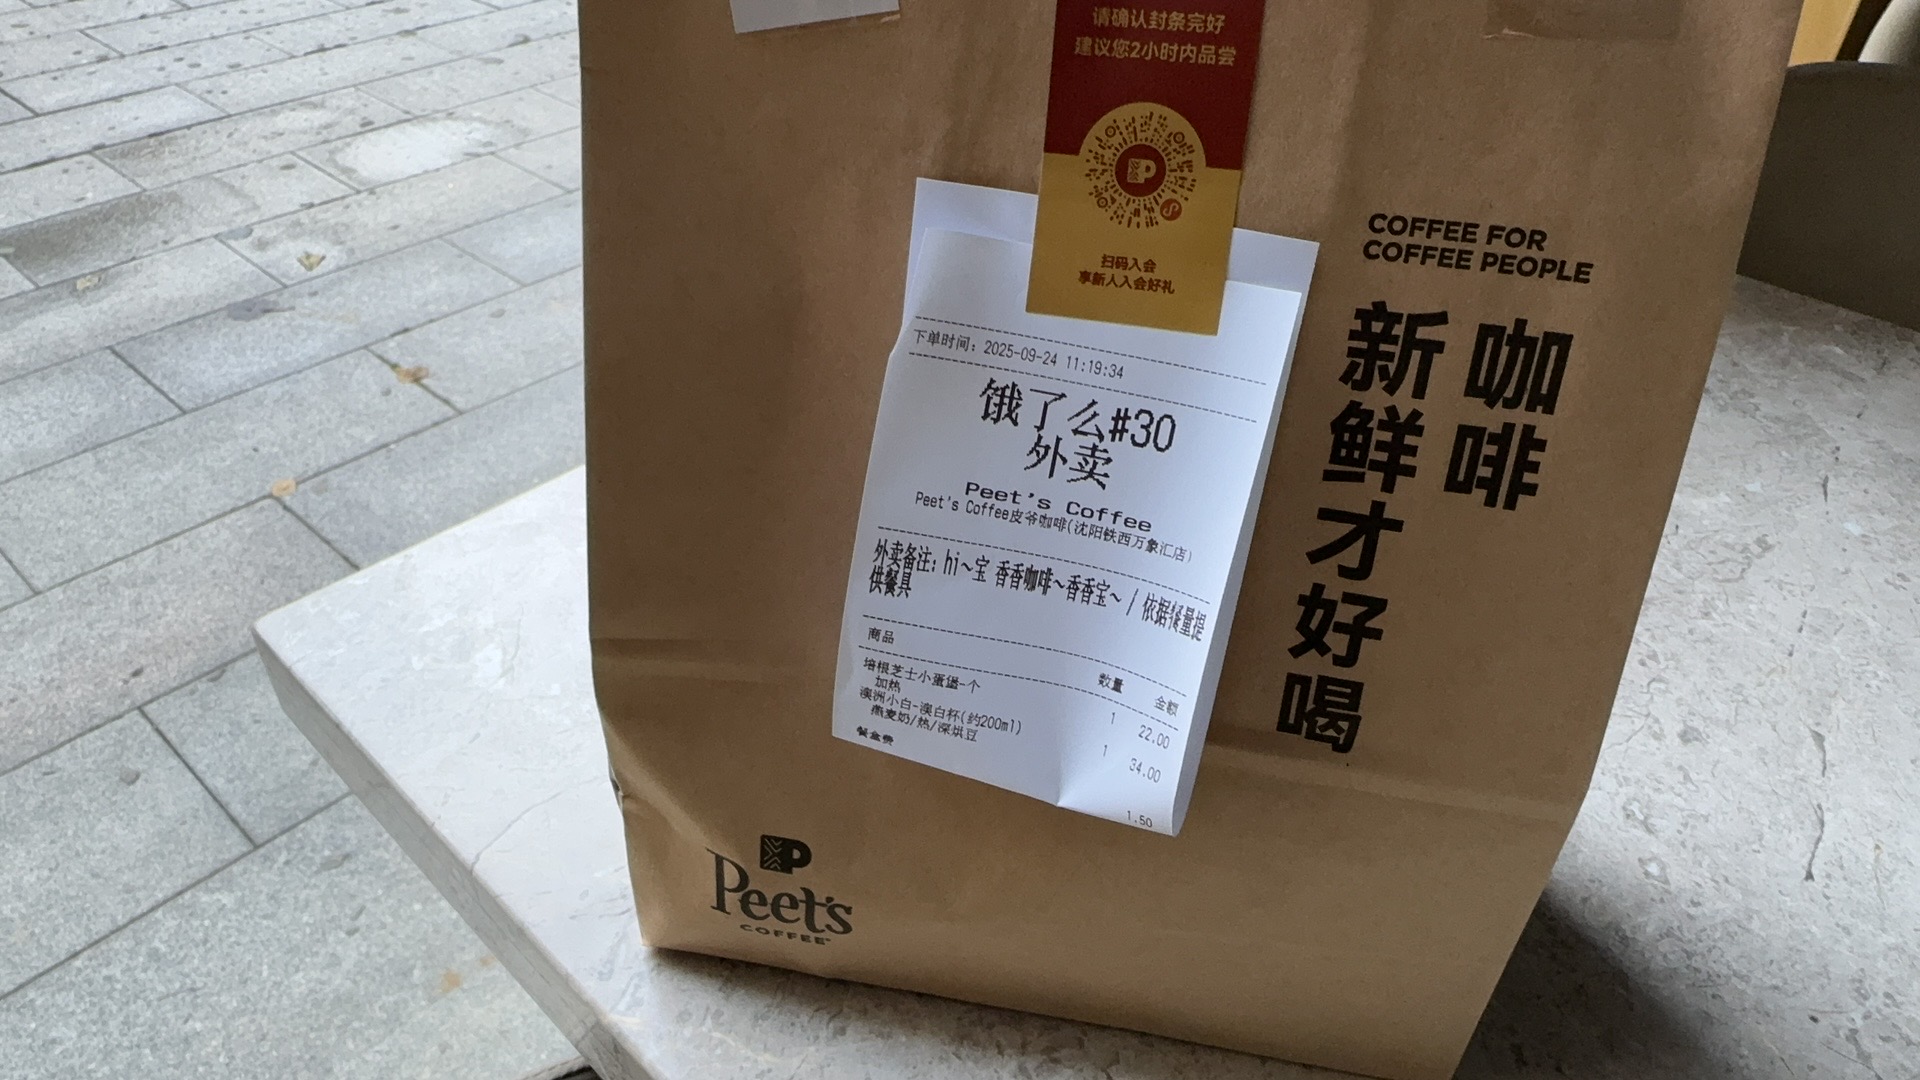 请确认封条完好
建议您2小时内品尝
扫码入会
享新人入会好礼
下单时间：2025-09-24 11:19:34
饿了么#30
外卖
Peet's Coffee
Peet's Coffee皮爷咖啡(沈阳铁西万象汇店)
外卖备注：hi~宝 香香咖啡~香香宝~ / 依据餐量提
供餐具
商品 数量 金额
培根芝士小蛋堡-个 1 22.00
加热
澳洲小白-澳白杯(约200ml) 1 34.00
燕麦奶/热/深烘豆
餐盒费 1.50
COFFEE FOR
COFFEE PEOPLE
咖啡
新鲜才好喝
Peet's
COFFEE